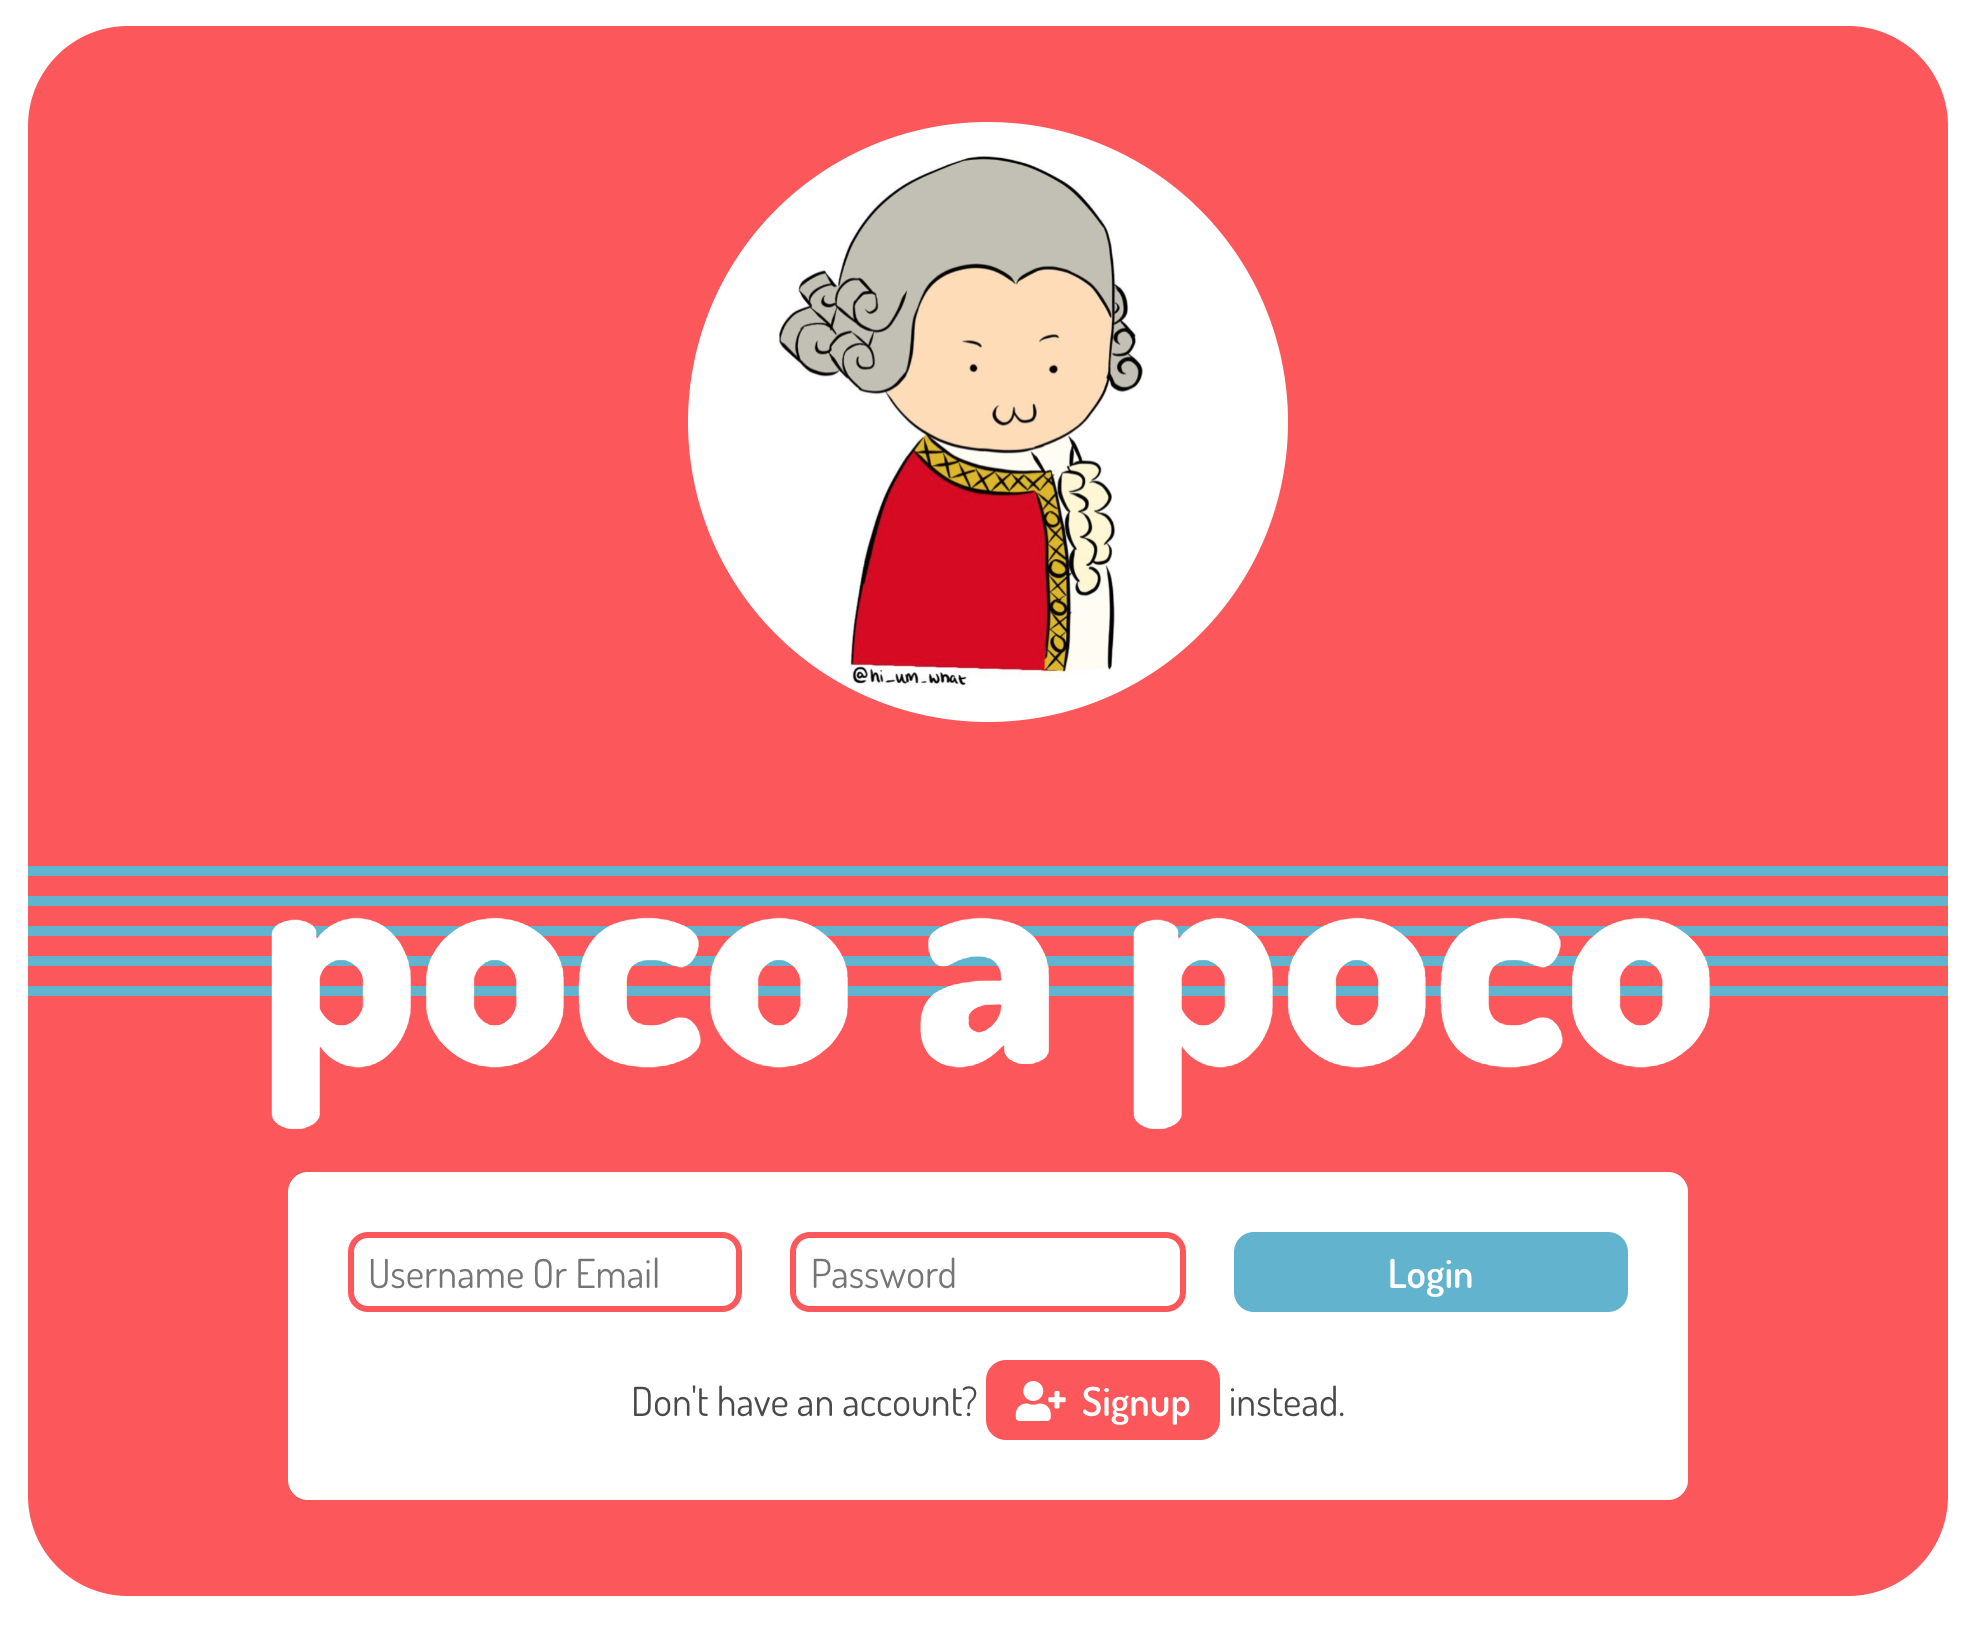 @hi_um_what
poco a poco
Username Or Email
Password
Login
Don't have an account? Signup instead.